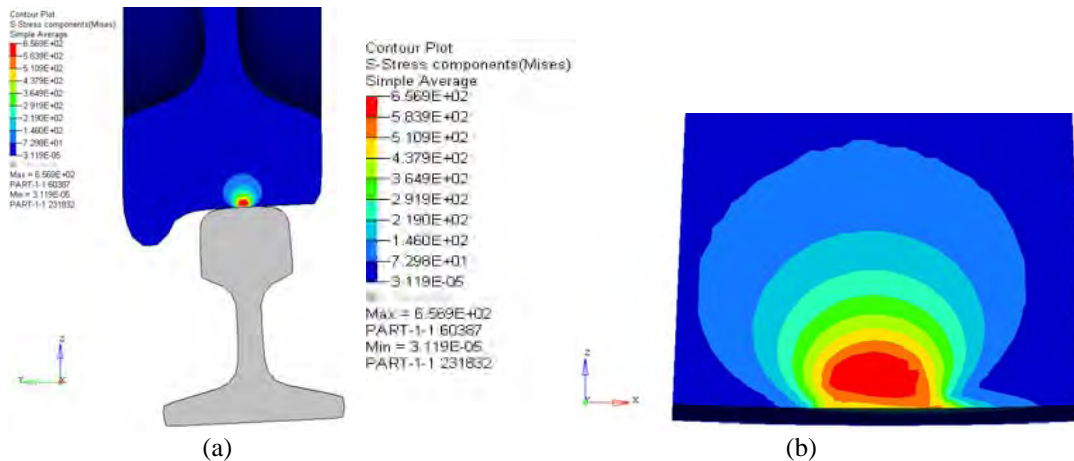 Contour Plot
S-Stress components(Mises)
Simple Average
6.569E+02
5.839E+02
5.109E+02
4.379E+02
3.649E+02
2.919E+02
2.190E+02
1.460E+02
7.298E+01
3.119E-05
Max = 6.569E+02
PART-1-1 60387
Min = 3.119E-05
PART-1-1 231832
Z
Y
X
(a)
Contour Plot
S-Stress components(Mises)
Simple Average
6.569E+02
5.839E+02
5.109E+02
4.379E+02
3.649E+02
2.919E+02
2.190E+02
1.460E+02
7.298E+01
3.119E-05
Max = 6.569E+02
PART-1-1 60387
Min = 3.119E-05
PART-1-1 231832
Z
Y
X
(b)